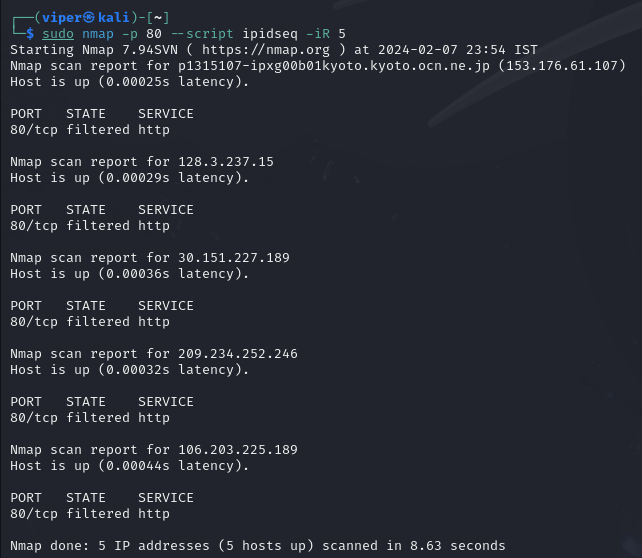 ┌──(viper㉿kali)-[~]
└─$ sudo nmap -p 80 --script ipidseq -iR 5
Starting Nmap 7.94SVN ( https://nmap.org ) at 2024-02-07 23:54 IST
Nmap scan report for p1315107-ipxg00b01kyoto.kyoto.ocn.ne.jp (153.176.61.107)
Host is up (0.00025s latency).
PORT   STATE    SERVICE
80/tcp filtered http
Nmap scan report for 128.3.237.15
Host is up (0.00029s latency).
PORT   STATE    SERVICE
80/tcp filtered http
Nmap scan report for 30.151.227.189
Host is up (0.00036s latency).
PORT   STATE    SERVICE
80/tcp filtered http
Nmap scan report for 209.234.252.246
Host is up (0.00032s latency).
PORT   STATE    SERVICE
80/tcp filtered http
Nmap scan report for 106.203.225.189
Host is up (0.00044s latency).
PORT   STATE    SERVICE
80/tcp filtered http
Nmap done: 5 IP addresses (5 hosts up) scanned in 8.63 seconds